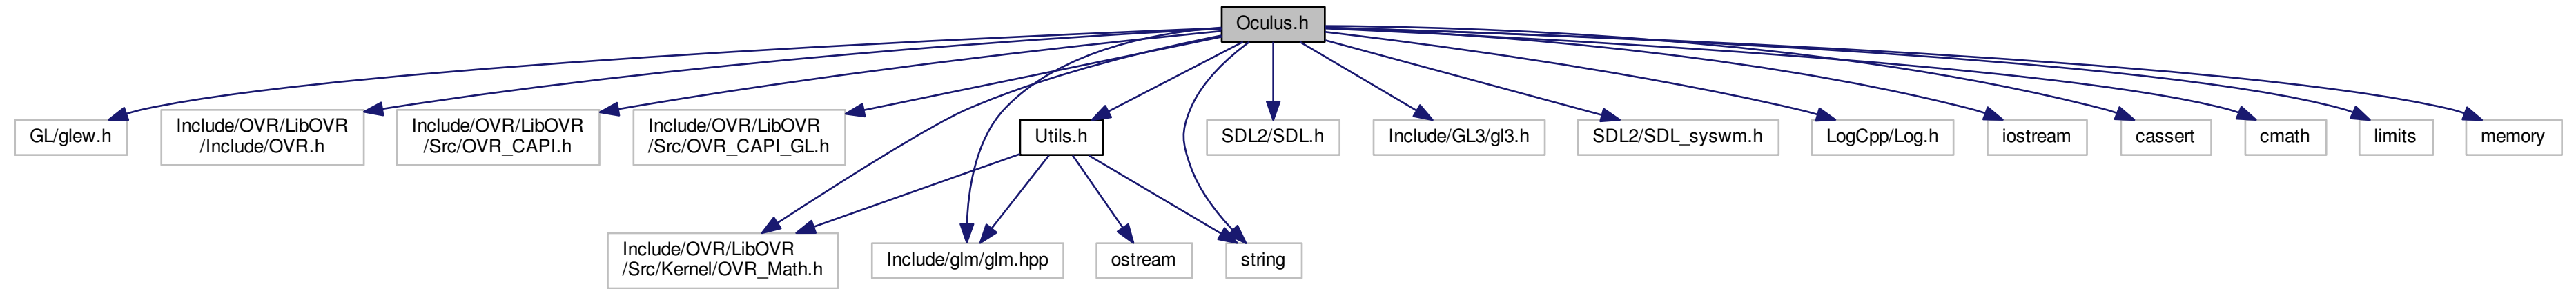 Oculus.h
GL/glew.h
Include/OVR/LibOVR
/Include/OVR.h
Include/OVR/LibOVR
/Src/OVR_CAPI.h
Include/OVR/LibOVR
/Src/OVR_CAPI_GL.h
Utils.h
SDL2/SDL.h
Include/GL3/gl3.h
SDL2/SDL_syswm.h
LogCpp/Log.h
iostream
cassert
cmath
limits
memory
Include/OVR/LibOVR
/Src/Kernel/OVR_Math.h
Include/glm/glm.hpp
ostream
string